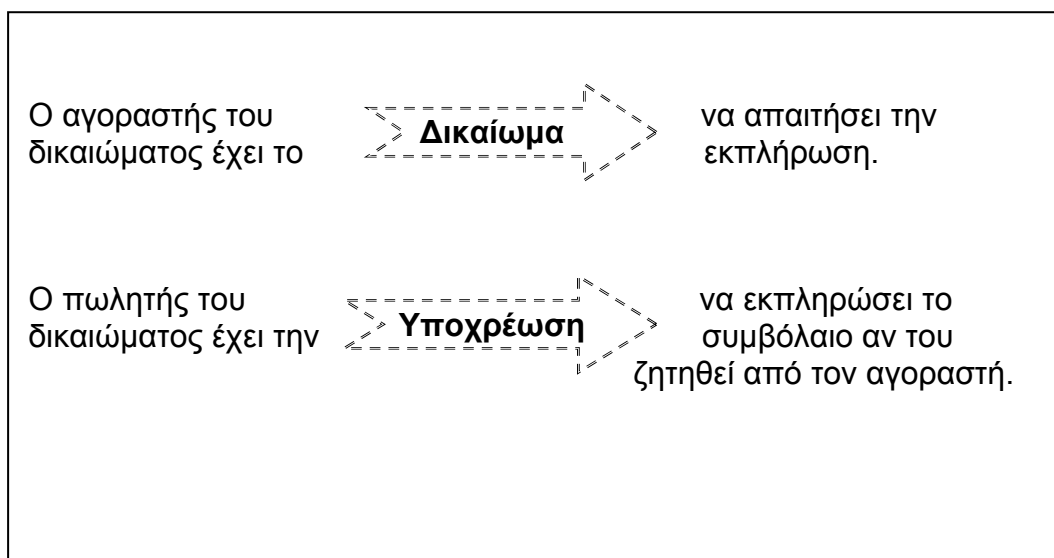 Ο αγοραστής του
δικαιώματος έχει το
Δικαίωμα
να απαιτήσει την
εκπλήρωση.
Ο πωλητής του
δικαιώματος έχει την
Υποχρέωση
να εκπληρώσει το
συμβόλαιο αν του
ζητηθεί από τον αγοραστή.